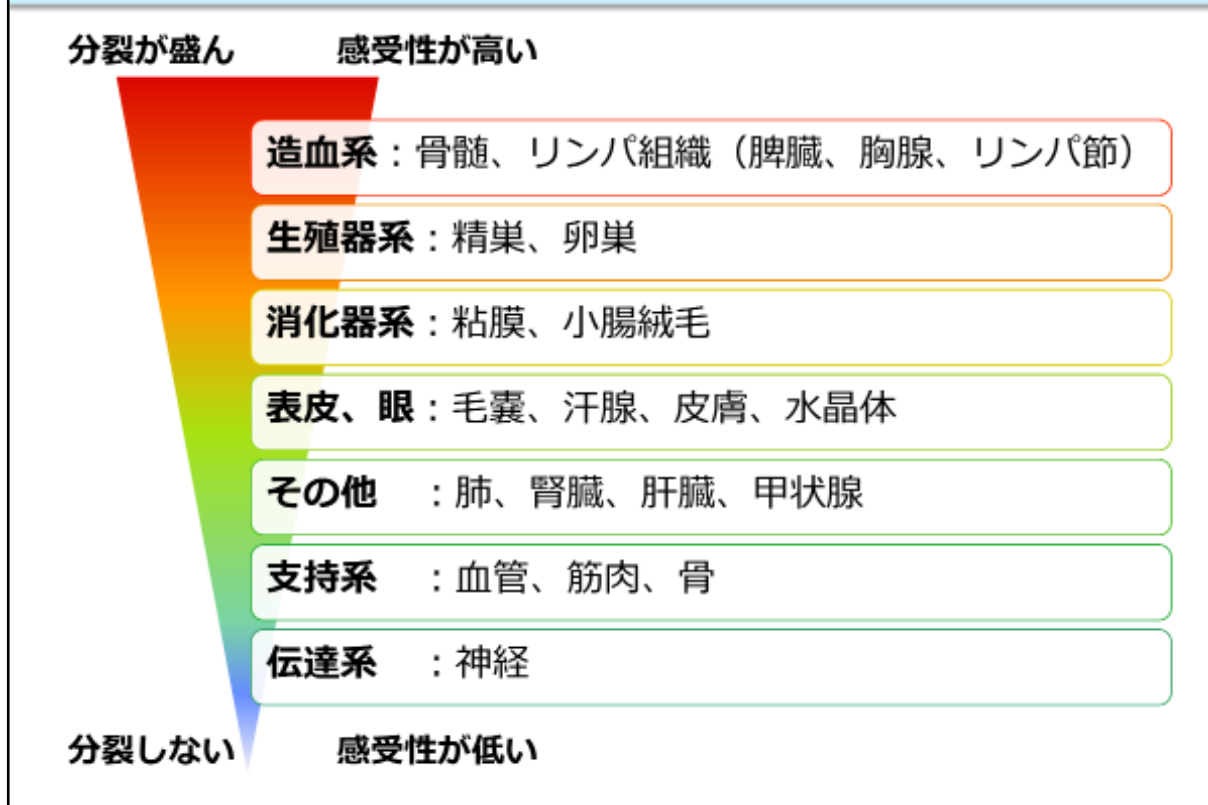 分裂が盛ん 感受性が高い
造血系：骨髄、リンパ組織（脾臓、胸腺、リンパ節）
生殖器系：精巣、卵巣
消化器系：粘膜、小腸絨毛
表皮、眼：毛嚢、汗腺、皮膚、水晶体
その他　：肺、腎臓、肝臓、甲状腺
支持系　：血管、筋肉、骨
伝達系　：神経
分裂しない 感受性が低い